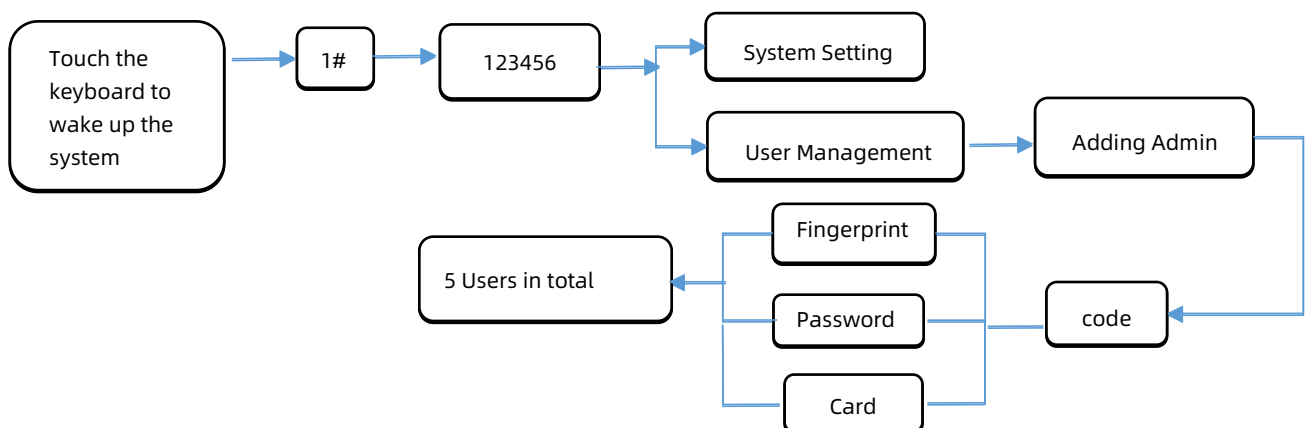 Touch the
keyboard to
wake up the
system
1#
123456
System Setting
User Management
Adding Admin
code
Fingerprint
Password
Card
5 Users in total